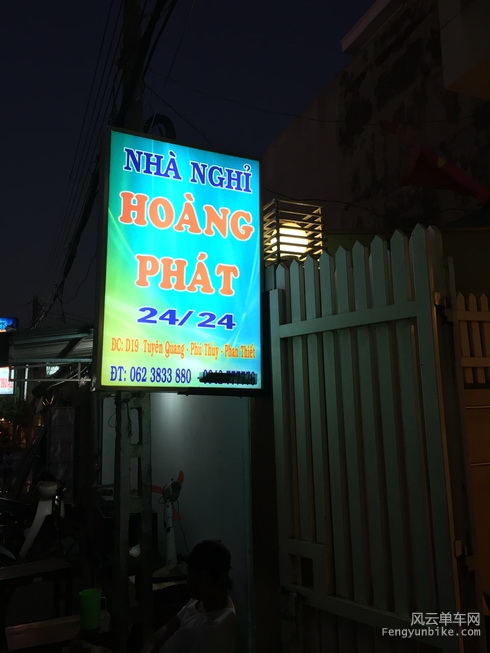 NHÀ NGHỈ
HOÀNG
PHÁT
24/24
ĐC: D19 Tuyên Quang - Phú Thủy - Phan Thiết
ĐT: 062 3833 880 -
风云单车网
Fengyunbike.com